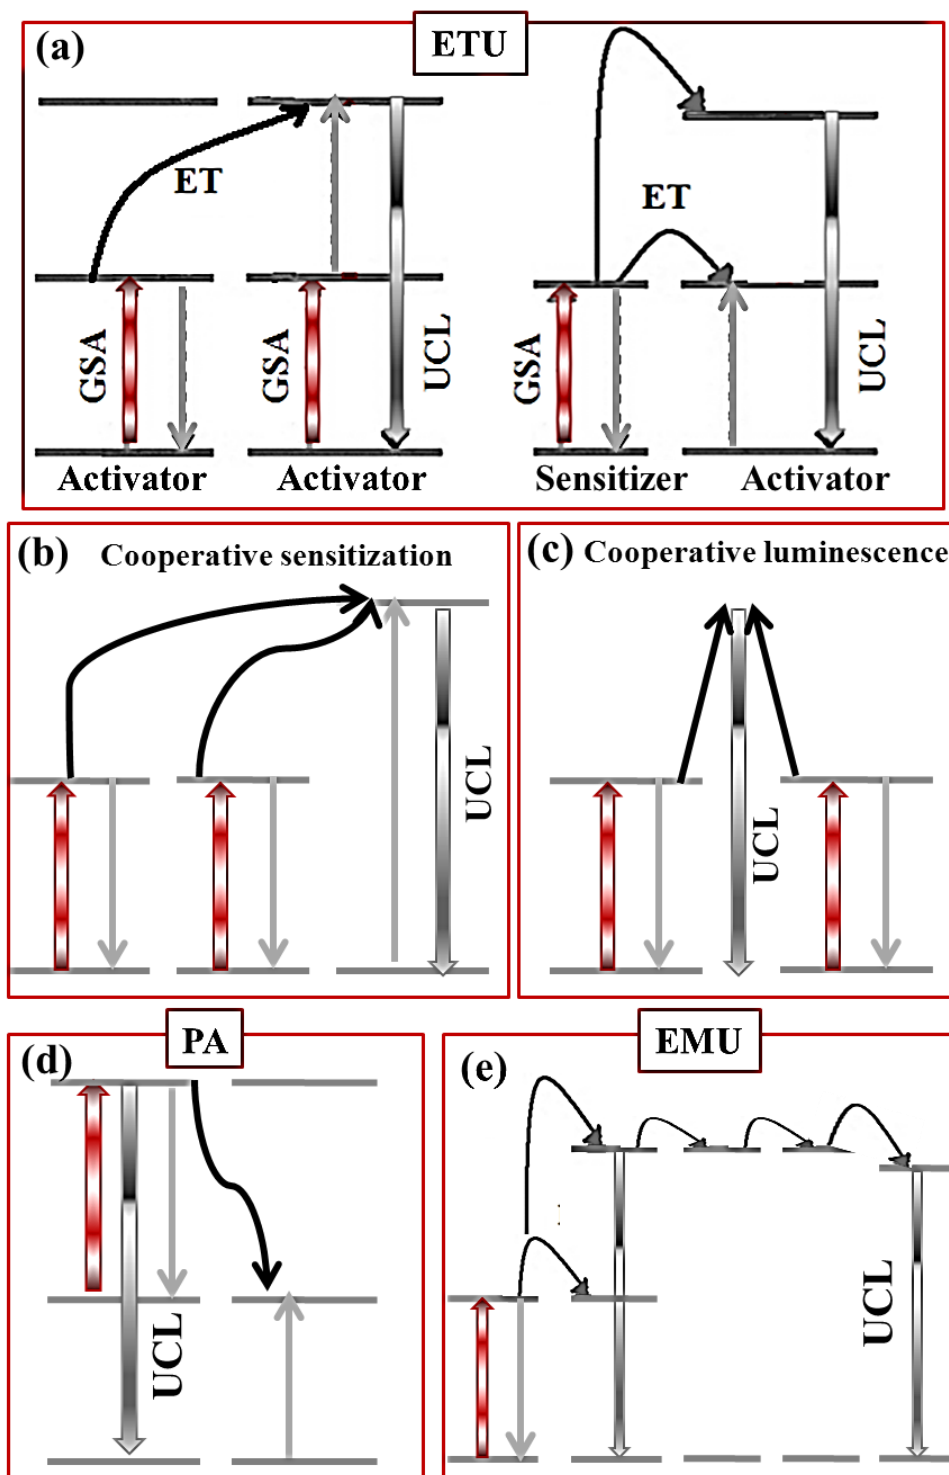 (a)
ETU
ET
GSA
GSA
UCL
Activator
Activator
ET
GSA
UCL
Sensitizer
Activator
(b) Cooperative sensitization
UCL
(c) Cooperative luminescence
UCL
(d)
PA
UCL
(e)
EMU
UCL